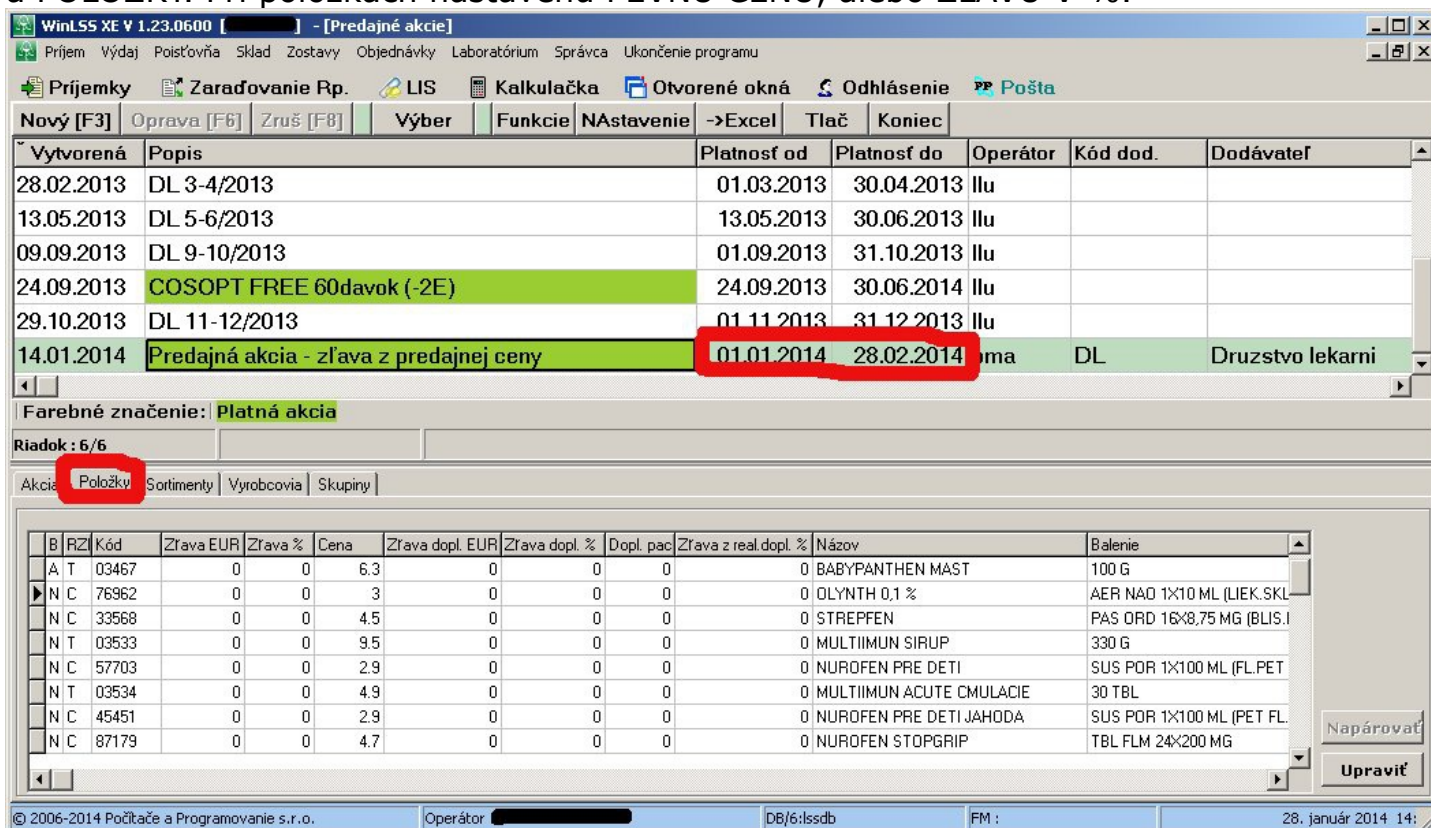 WinLSS XE V 1.23.0600 [ ] - [Predajné akcie]
Príjem Výdaj Poisťovňa Sklad Zostavy Objednávky Laboratórium Správca Ukončenie programu
Príjemky Zaraďovanie Rp. LIS Kalkulačka Otvorené okná Odhlásenie Pošta
Nový [F3] Oprava [F6] Zruš [F8] Výber Funkcie NAstavenie ->Excel Tlač Koniec
Vytvorená Popis Platnosť od Platnosť do Operátor Kód dod. Dodávateľ
28.02.2013 DL 3-4/2013 01.03.2013 30.04.2013 llu
13.05.2013 DL 5-6/2013 13.05.2013 30.06.2013 llu
09.09.2013 DL 9-10/2013 01.09.2013 31.10.2013 llu
24.09.2013 COSOPT FREE 60davok (-2E) 24.09.2013 30.06.2014 llu
29.10.2013 DL 11-12/2013 01.11.2013 31.12.2013 llu
14.01.2014 Predajná akcia - zľava z predajnej ceny 01.01.2014 28.02.2014 DL Druzstvo lekarni
Farebné značenie: Platná akcia
Riadok : 6/6
Položky Sortimenty Vyrobcovia Skupiny
B RZ Kód Zľava EUR Zľava % Cena Zľava dopl. EUR Zľava dopl. % Dopl. pac Zľava z real.dopl. % Názov Balenie
A T 03467 0 0 6.3 0 0 0 0 BABYPANTHEN MAST 100 G
N C 76962 0 0 3 0 0 0 0 OLYNTH 0,1 % AER NAO 1X10 ML (LIEK.SKL
N C 33568 0 0 4.5 0 0 0 0 STREPFEN PAS ORD 16X8,75 MG (BLIS.
N T 03533 0 0 9.5 0 0 0 0 MULTIIMUN SIRUP 330 G
N C 57703 0 0 2.9 0 0 0 0 NUROFEN PRE DETI SUS POR 1X100 ML (FL.PET
N T 03534 0 0 4.9 0 0 0 0 MULTIIMUN ACUTE CMULACIE 30 TBL
N C 45451 0 0 2.9 0 0 0 0 NUROFEN PRE DETI JAHODA SUS POR 1X100 ML (PET FL.
N C 87179 0 0 4.7 0 0 0 0 NUROFEN STOPGRIP TBL FLM 24X200 MG
Napárovať
Upraviť
© 2006-2014 Počítače a Programovanie s.r.o. Operátor DB/6:lssdb FM : 28. január 2014 14: